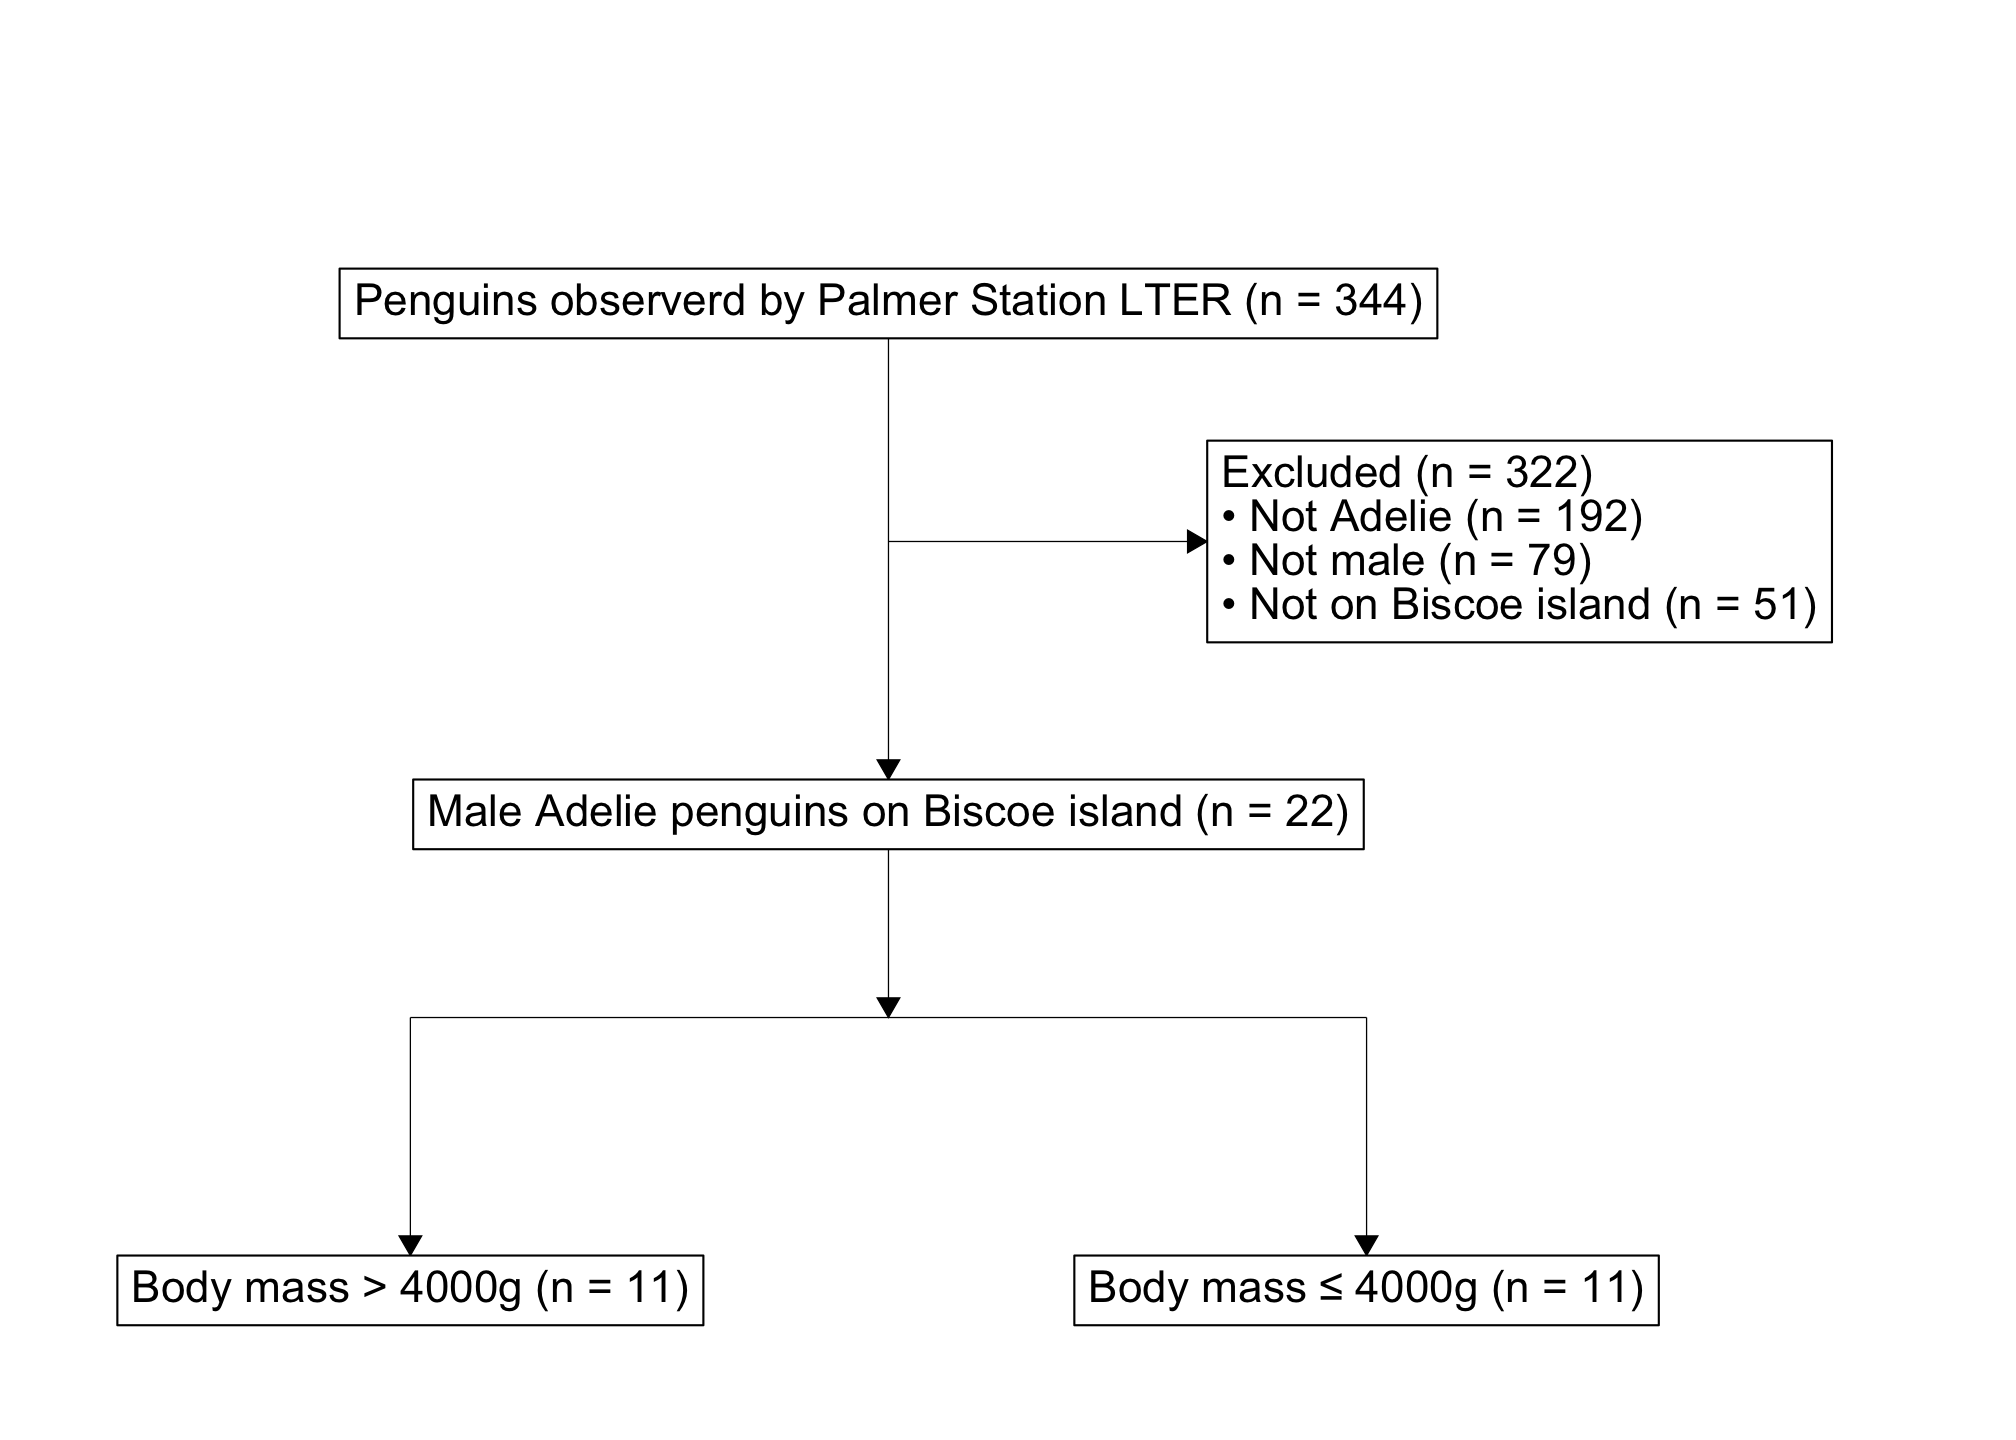 Penguins observerd by Palmer Station LTER (n = 344)
Excluded (n = 322)
• Not Adelie (n = 192)
• Not male (n = 79)
• Not on Biscoe island (n = 51)
Male Adelie penguins on Biscoe island (n = 22)
Body mass > 4000g (n = 11)
Body mass ≤ 4000g (n = 11)